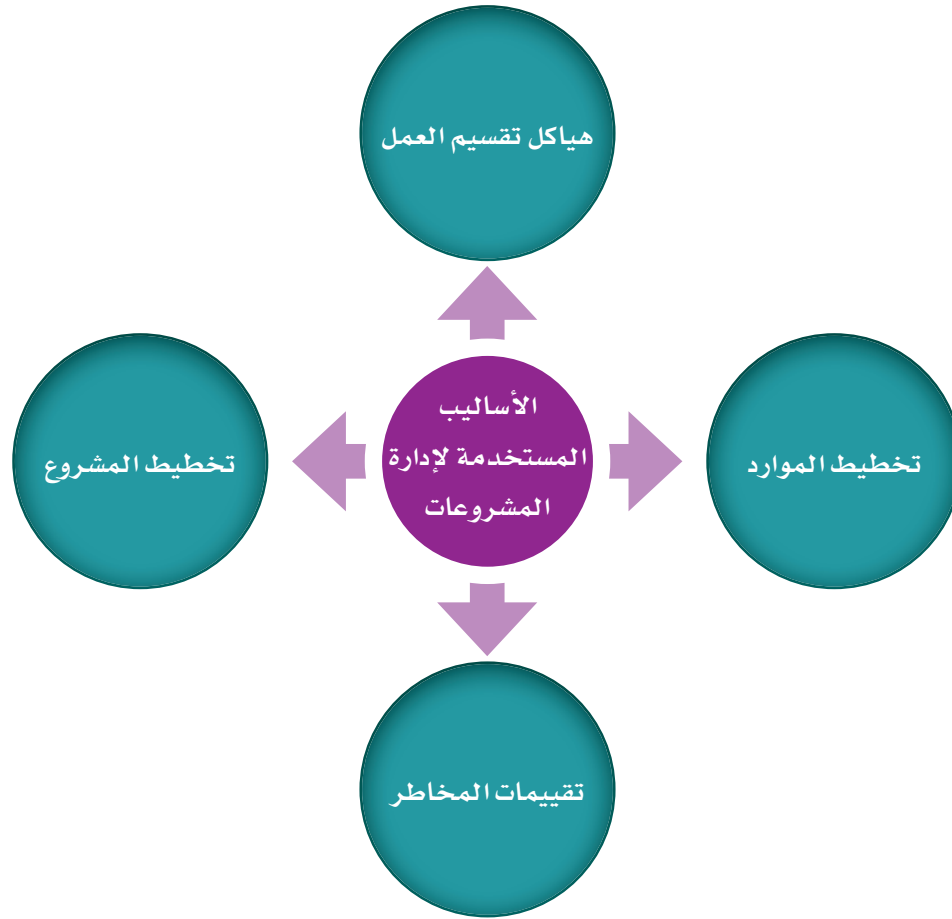 هياكل تقسيم العمل
الأساليب
المستخدمة لإدارة
المشروعات
تخطيط الموارد
تخطيط المشروع
تقييمات المخاطر